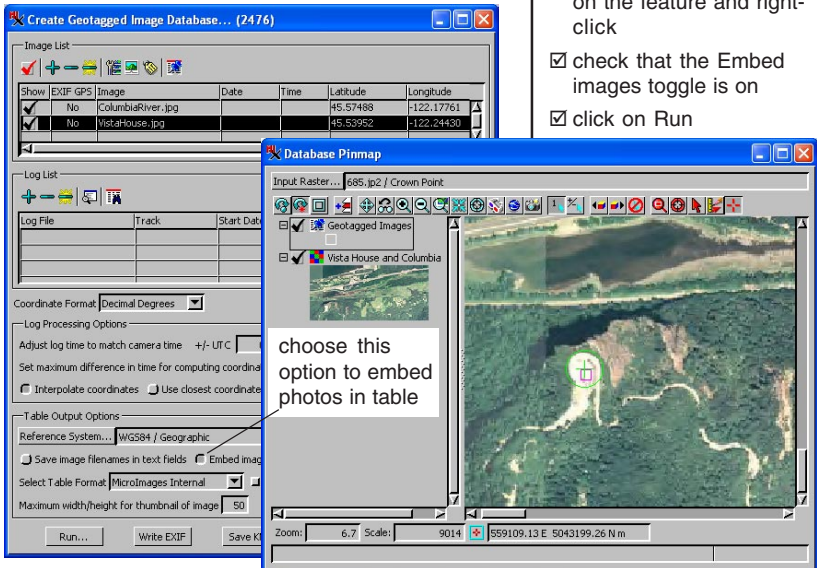 on the feature and right-
click
☑ check that the Embed
images toggle is on
☑ click on Run
Create Geotagged Image Database... (2476)
Image List
Show EXIF GPS Image Date Time Latitude Longitude
No ColumbiaRiver.jpg 45.57488 -122.17761
No VistaHouse.jpg 45.53952 -122.24430
Log List
Log File Track Start Date
Coordinate Format Decimal Degrees
Log Processing Options
Adjust log time to match camera time +/- UTC
Set maximum difference in time for computing coordina
Interpolate coordinates Use closest coordinate
Table Output Options
Reference System... WGS84 / Geographic
Save image filenames in text fields Embed imag
Select Table Format MicroImages Internal
Maximum width/height for thumbnail of image 50
Run... Write EXIF Save K
Database Pinmap
Input Raster... 685.jp2 / Crown Point
Geotagged Images
Vista House and Columbia
choose this
option to embed
photos in table
Zoom: 6.7 Scale: 9014 559109.13 E 5043199.26 N m